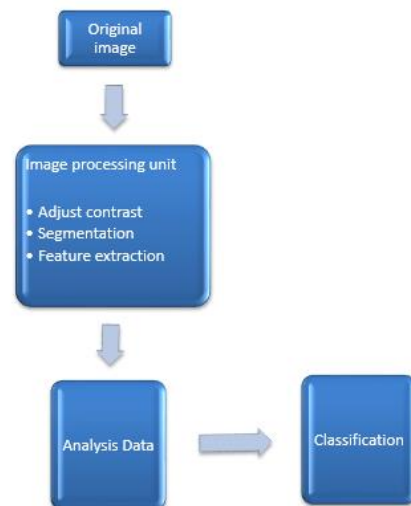 Original
image
Image processing unit
• Adjust contrast
• Segmentation
• Feature extraction
Analysis Data
Classification